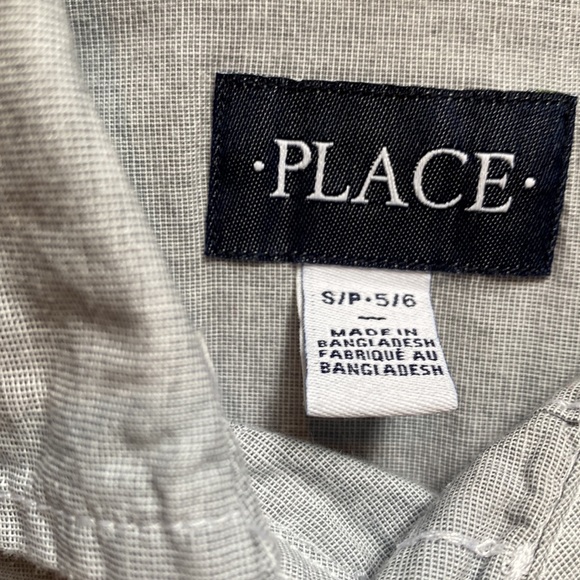 ·PLACE·
S/P·5/6
MADE IN
BANGLADESH
FABRIQUÉ AU
BANGLADESH